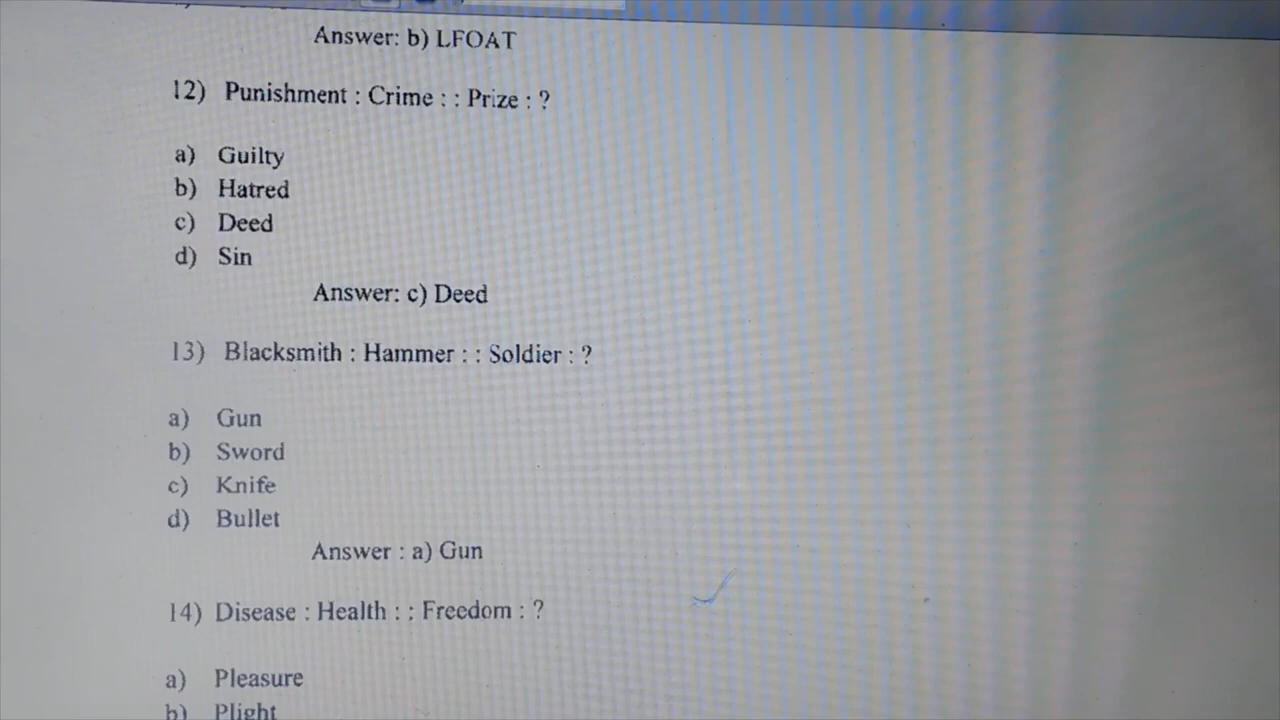 Answer: b) LFOAT
12) Punishment : Crime : : Prize : ?
a) Guilty
b) Hatred
c) Deed
d) Sin
Answer: c) Deed
13) Blacksmith : Hammer : : Soldier : ?
a) Gun
b) Sword
c) Knife
d) Bullet
Answer : a) Gun
14) Disease : Health : : Freedom : ?
a) Pleasure
b) Plight